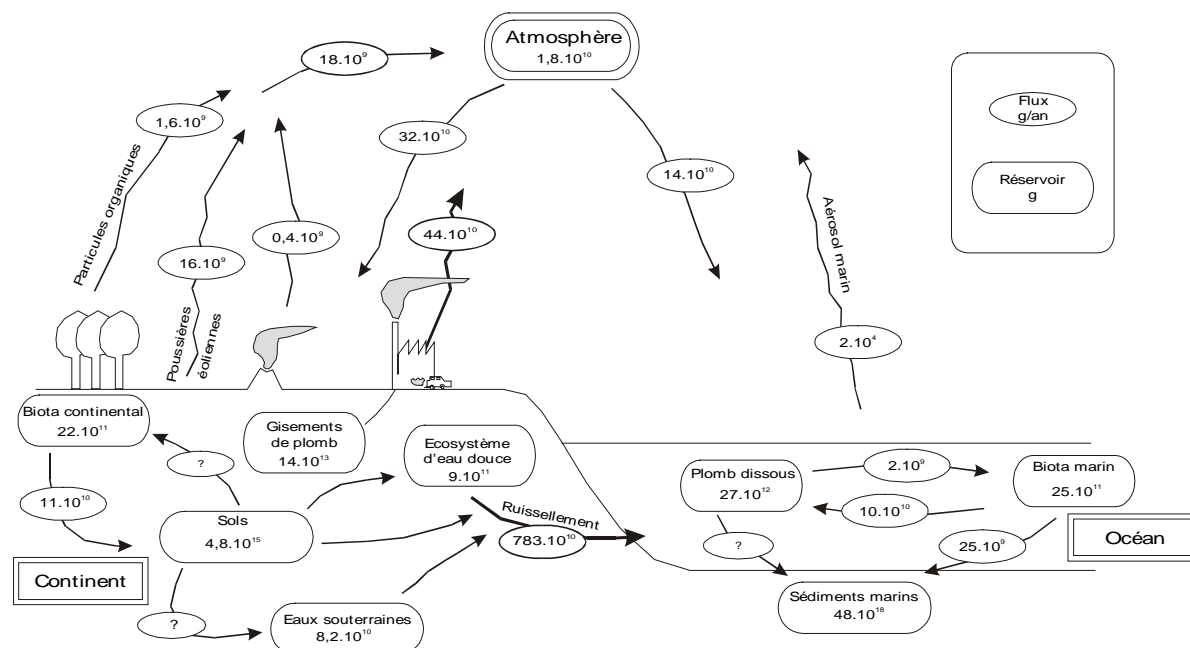 Atmosphère
1,8.10¹⁰
18.10⁹
1,6.10⁹
32.10¹⁰
14.10¹⁰
Flux
g/an
Réservoir
g
Particules organiques
16.10⁹
0,4.10⁹
44.10¹⁰
Aérosol marin
2.10⁴
Poussières
éoliennes
Biota continental
22.10¹¹
Gisements
de plomb
14.10¹³
Ecosystème
d'eau douce
9.10¹¹
?
11.10¹⁰
Sols
4,8.10¹⁵
Ruissellement
783.10¹⁰
Plomb dissous
27.10¹²
2.10⁹
10.10¹⁰
Biota marin
25.10¹¹
?
25.10⁹
Océan
Continent
?
Eaux souterraines
8,2.10¹⁰
Sédiments marins
48.10¹⁸